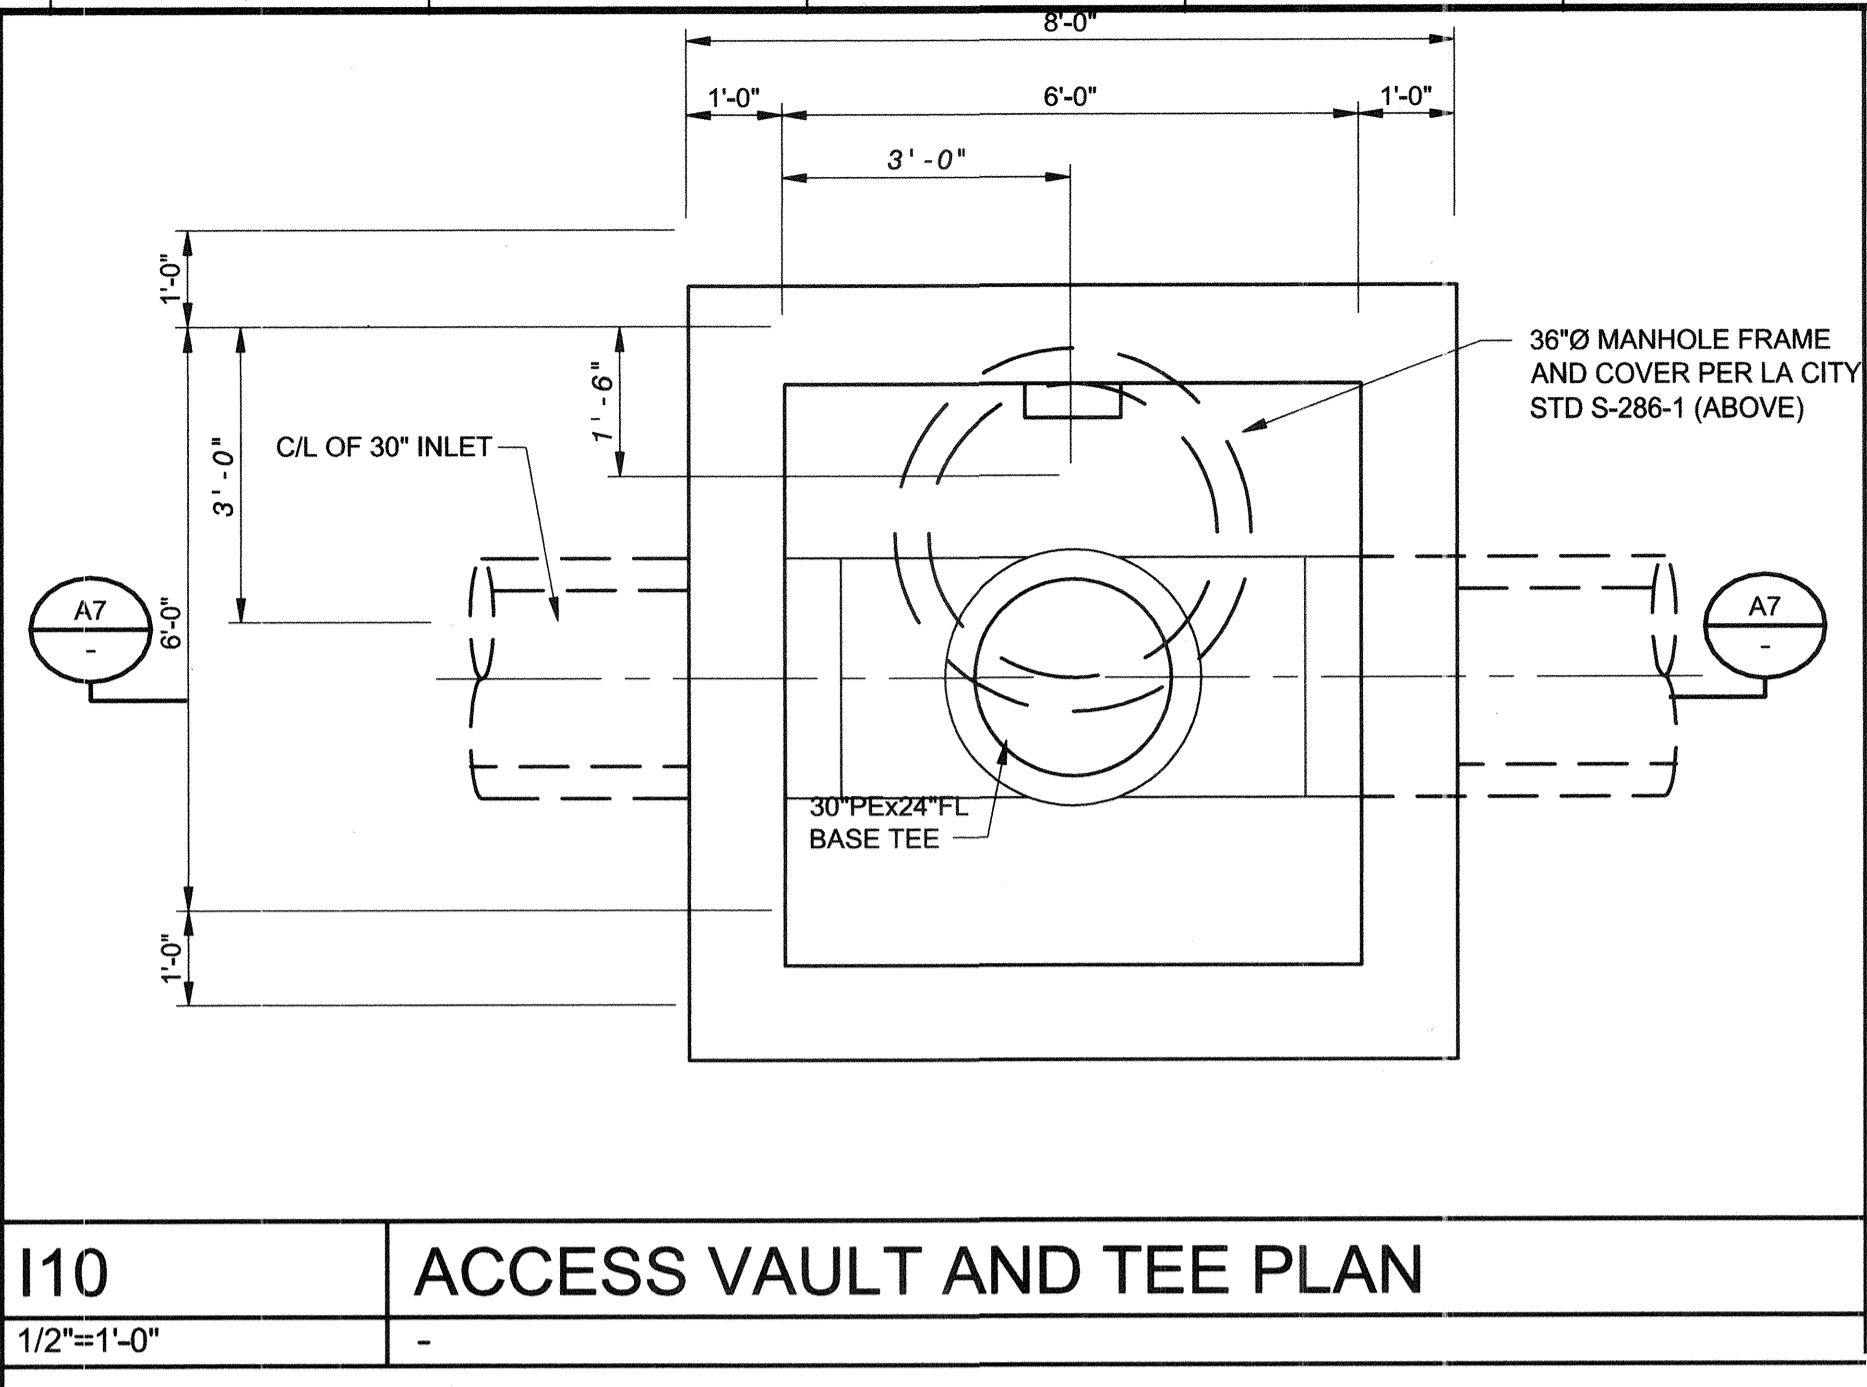 8'-0"
1'-0"
6'-0"
1'-0"
3'-0"
1'-0"
3'-0"
1'-6"
6'-0"
1'-0"
C/L OF 30" INLET
36"Ø MANHOLE FRAME
AND COVER PER LA CITY
STD S-286-1 (ABOVE)
A7
-
A7
-
30"PEx24"FL
BASE TEE
I10
ACCESS VAULT AND TEE PLAN
1/2"=1'-0"
-